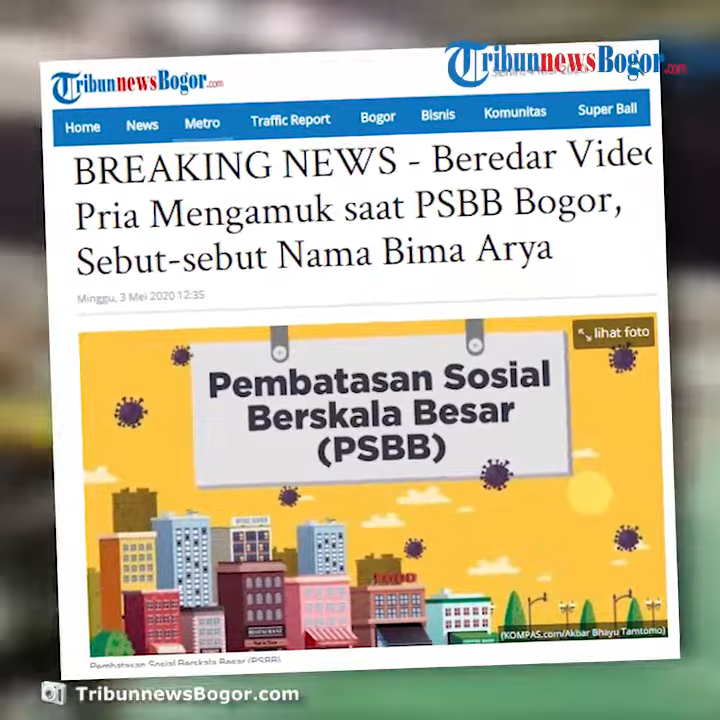 TribunnewsBogor.com
TribunnewsBogor.com
Home News Metro Traffic Report Bogor Bisnis Komunitas Super Ball
BREAKING NEWS - Beredar Video
Pria Mengamuk saat PSBB Bogor,
Sebut-sebut Nama Bima Arya
Minggu, 3 Mei 2020 12:35
lihat foto
Pembatasan Sosial
Berskala Besar
(PSBB)
RESTAURANT
(KOMPAS.com/Akbar Bhayu Tamtomo)
Pembatasan Sosial Berskala Besar (PSBB)
TribunnewsBogor.com